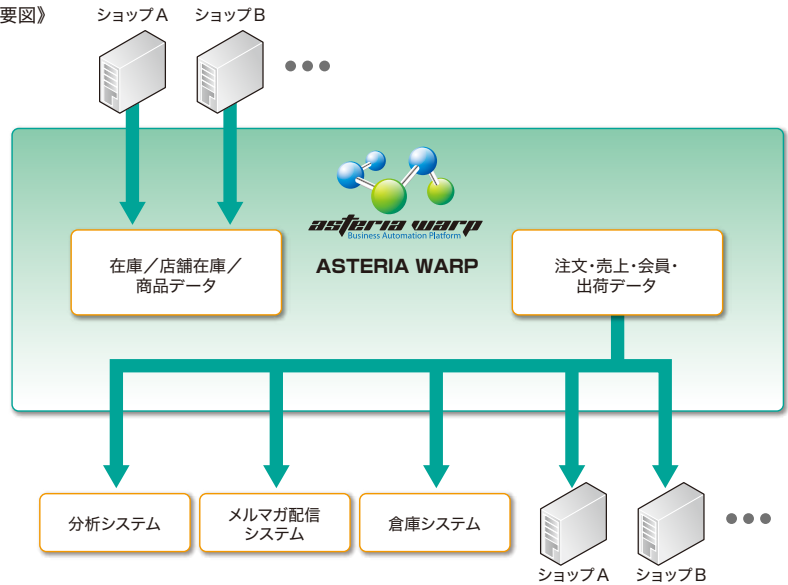 要図》
ショップA ショップB
asteria warp
Business Automation Platform
ASTERIA WARP
在庫／店舗在庫／
商品データ
注文・売上・会員・
出荷データ
分析システム
メルマガ配信
システム
倉庫システム
ショップA ショップB